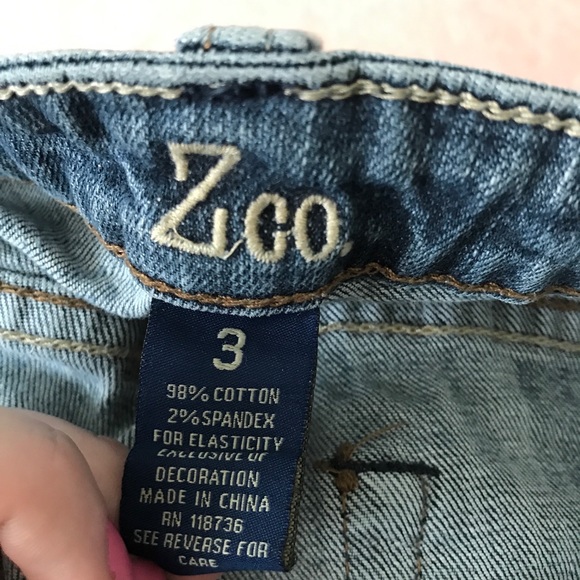 Z.co.
3
98% COTTON
2% SPANDEX
FOR ELASTICITY
EXCLUSIVE OF
DECORATION
MADE IN CHINA
RN 118736
SEE REVERSE FOR
CARE